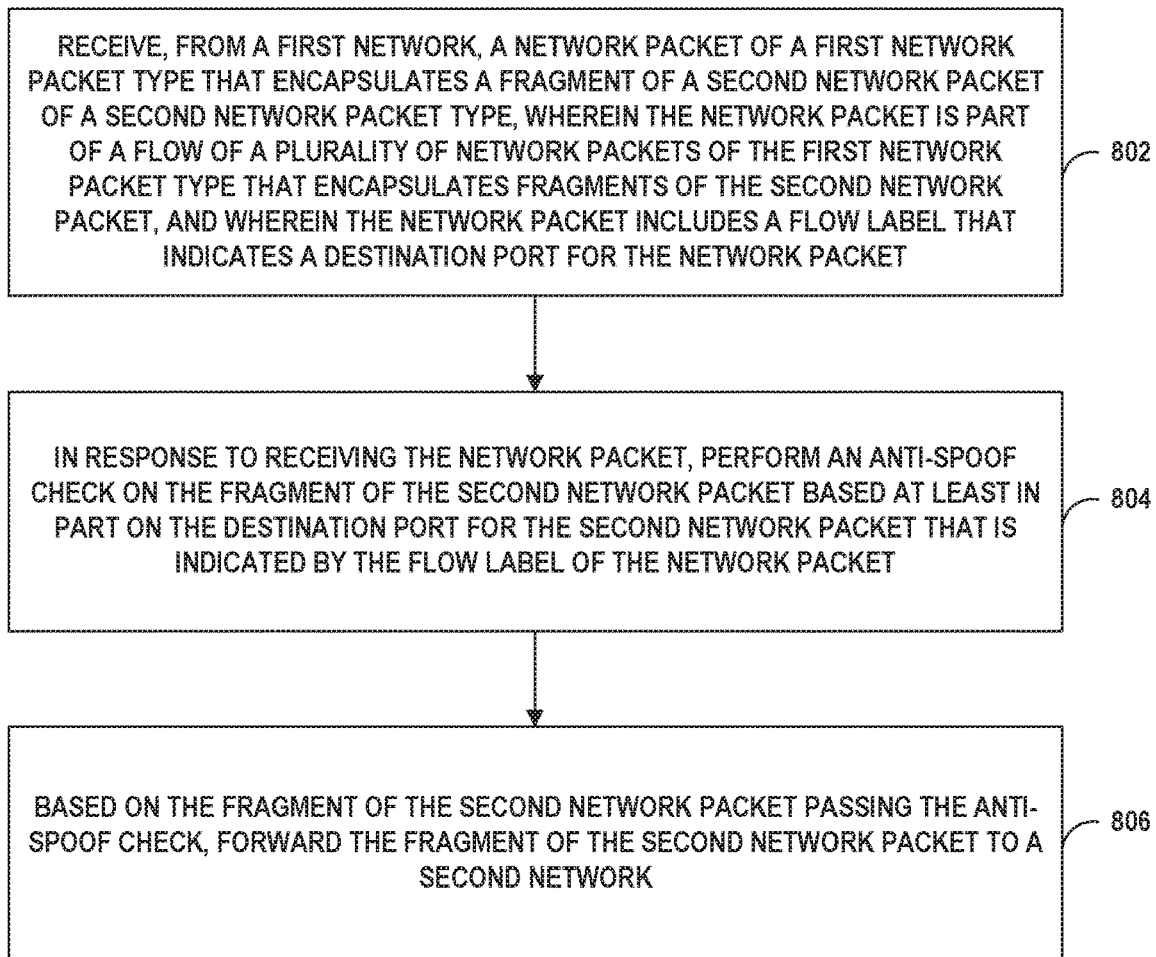 RECEIVE, FROM A FIRST NETWORK, A NETWORK PACKET OF A FIRST NETWORK
PACKET TYPE THAT ENCAPSULATES A FRAGMENT OF A SECOND NETWORK PACKET
OF A SECOND NETWORK PACKET TYPE, WHEREIN THE NETWORK PACKET IS PART
OF A FLOW OF A PLURALITY OF NETWORK PACKETS OF THE FIRST NETWORK
PACKET TYPE THAT ENCAPSULATES FRAGMENTS OF THE SECOND NETWORK
PACKET, AND WHEREIN THE NETWORK PACKET INCLUDES A FLOW LABEL THAT
INDICATES A DESTINATION PORT FOR THE NETWORK PACKET
802
IN RESPONSE TO RECEIVING THE NETWORK PACKET, PERFORM AN ANTI-SPOOF
CHECK ON THE FRAGMENT OF THE SECOND NETWORK PACKET BASED AT LEAST IN
PART ON THE DESTINATION PORT FOR THE SECOND NETWORK PACKET THAT IS
INDICATED BY THE FLOW LABEL OF THE NETWORK PACKET
804
BASED ON THE FRAGMENT OF THE SECOND NETWORK PACKET PASSING THE ANTI-
SPOOF CHECK, FORWARD THE FRAGMENT OF THE SECOND NETWORK PACKET TO A
SECOND NETWORK
806